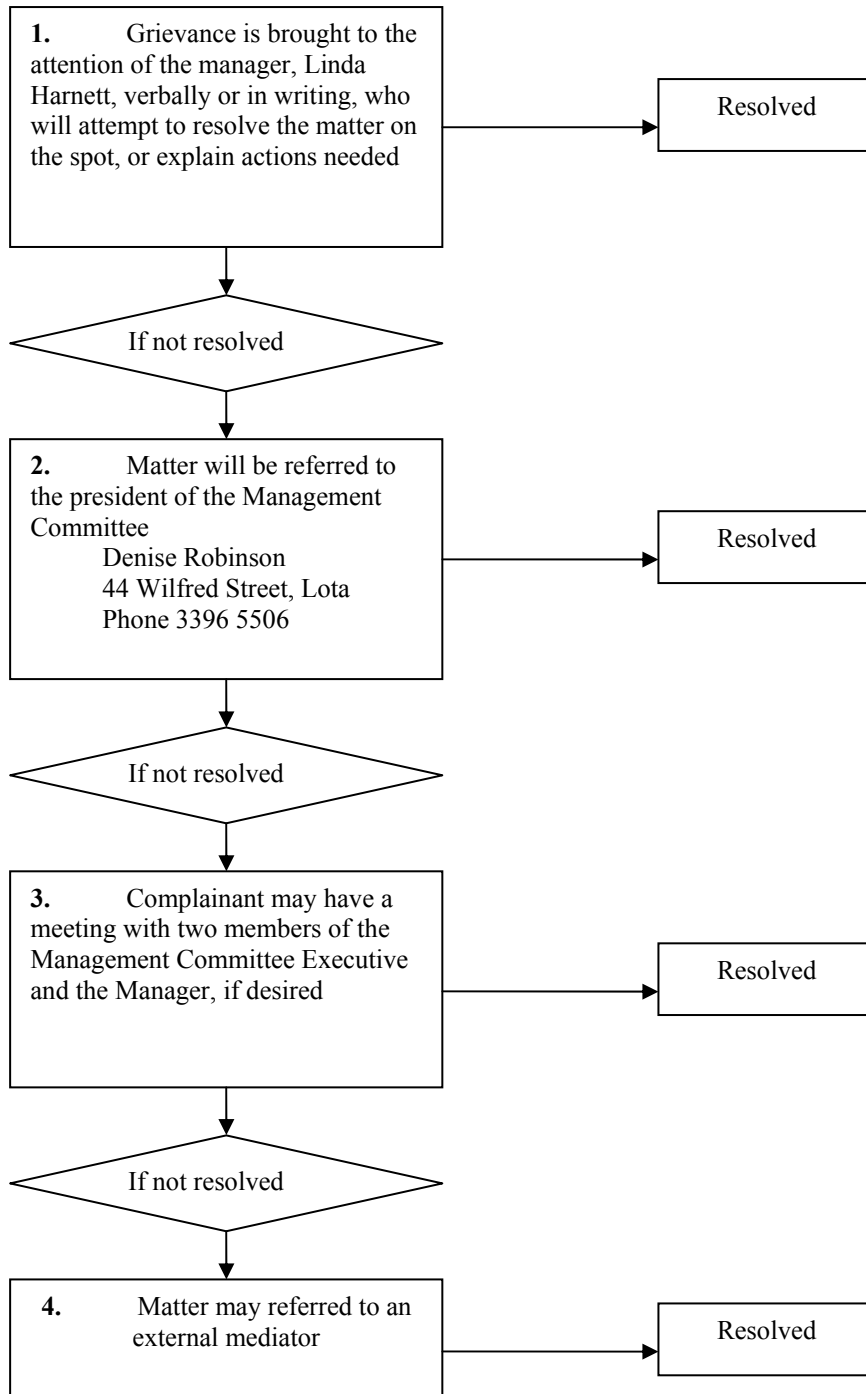 1. Grievance is brought to the
attention of the manager, Linda
Harnett, verbally or in writing, who
will attempt to resolve the matter on
the spot, or explain actions needed
Resolved
If not resolved
2. Matter will be referred to
the president of the Management
Committee
Denise Robinson
44 Wilfred Street, Lota
Phone 3396 5506
Resolved
If not resolved
3. Complainant may have a
meeting with two members of the
Management Committee Executive
and the Manager, if desired
Resolved
If not resolved
4. Matter may referred to an
external mediator
Resolved